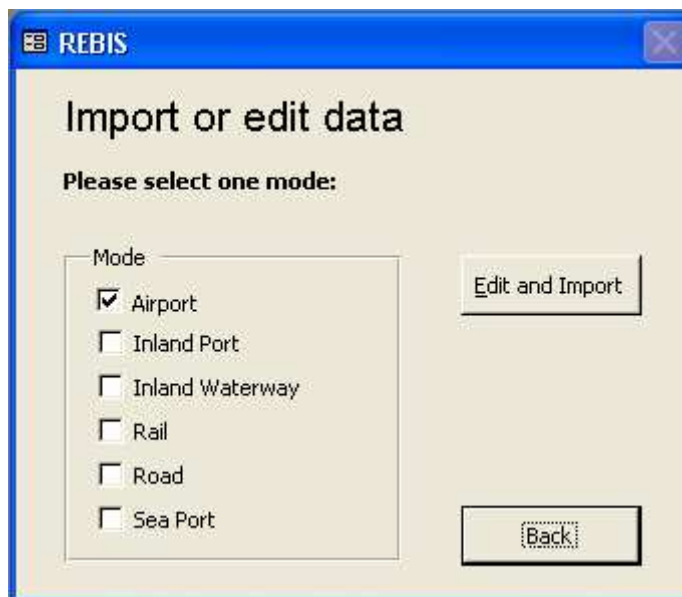 REBIS
Import or edit data
Please select one mode:
Mode
Airport
Inland Port
Inland Waterway
Rail
Road
Sea Port
Edit and Import
Back